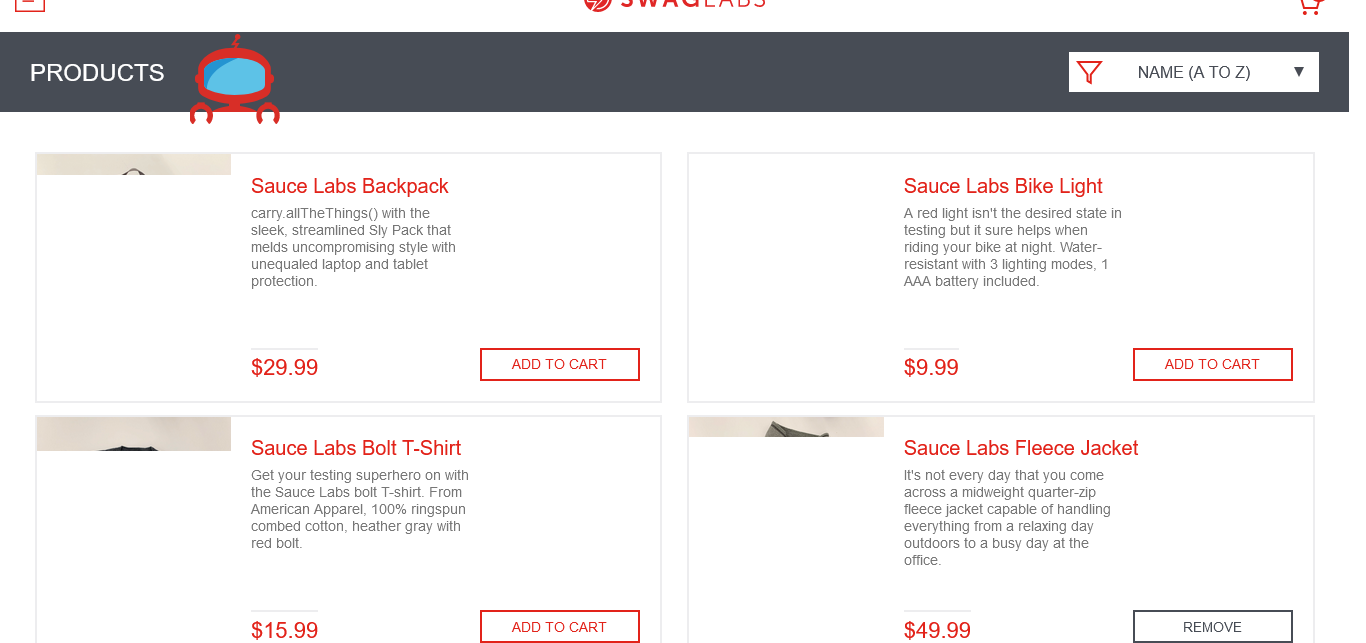 SWAGLABS
PRODUCTS
NAME (A TO Z)
Sauce Labs Backpack
carry.allTheThings() with the
sleek, streamlined Sly Pack that
melds uncompromising style with
unequaled laptop and tablet
protection.
$29.99
ADD TO CART
Sauce Labs Bike Light
A red light isn't the desired state in
testing but it sure helps when
riding your bike at night. Water-
resistant with 3 lighting modes, 1
AAA battery included.
$9.99
ADD TO CART
Sauce Labs Bolt T-Shirt
Get your testing superhero on with
the Sauce Labs bolt T-shirt. From
American Apparel, 100% ringspun
combed cotton, heather gray with
red bolt.
$15.99
ADD TO CART
Sauce Labs Fleece Jacket
It's not every day that you come
across a midweight quarter-zip
fleece jacket capable of handling
everything from a relaxing day
outdoors to a busy day at the
office.
$49.99
REMOVE